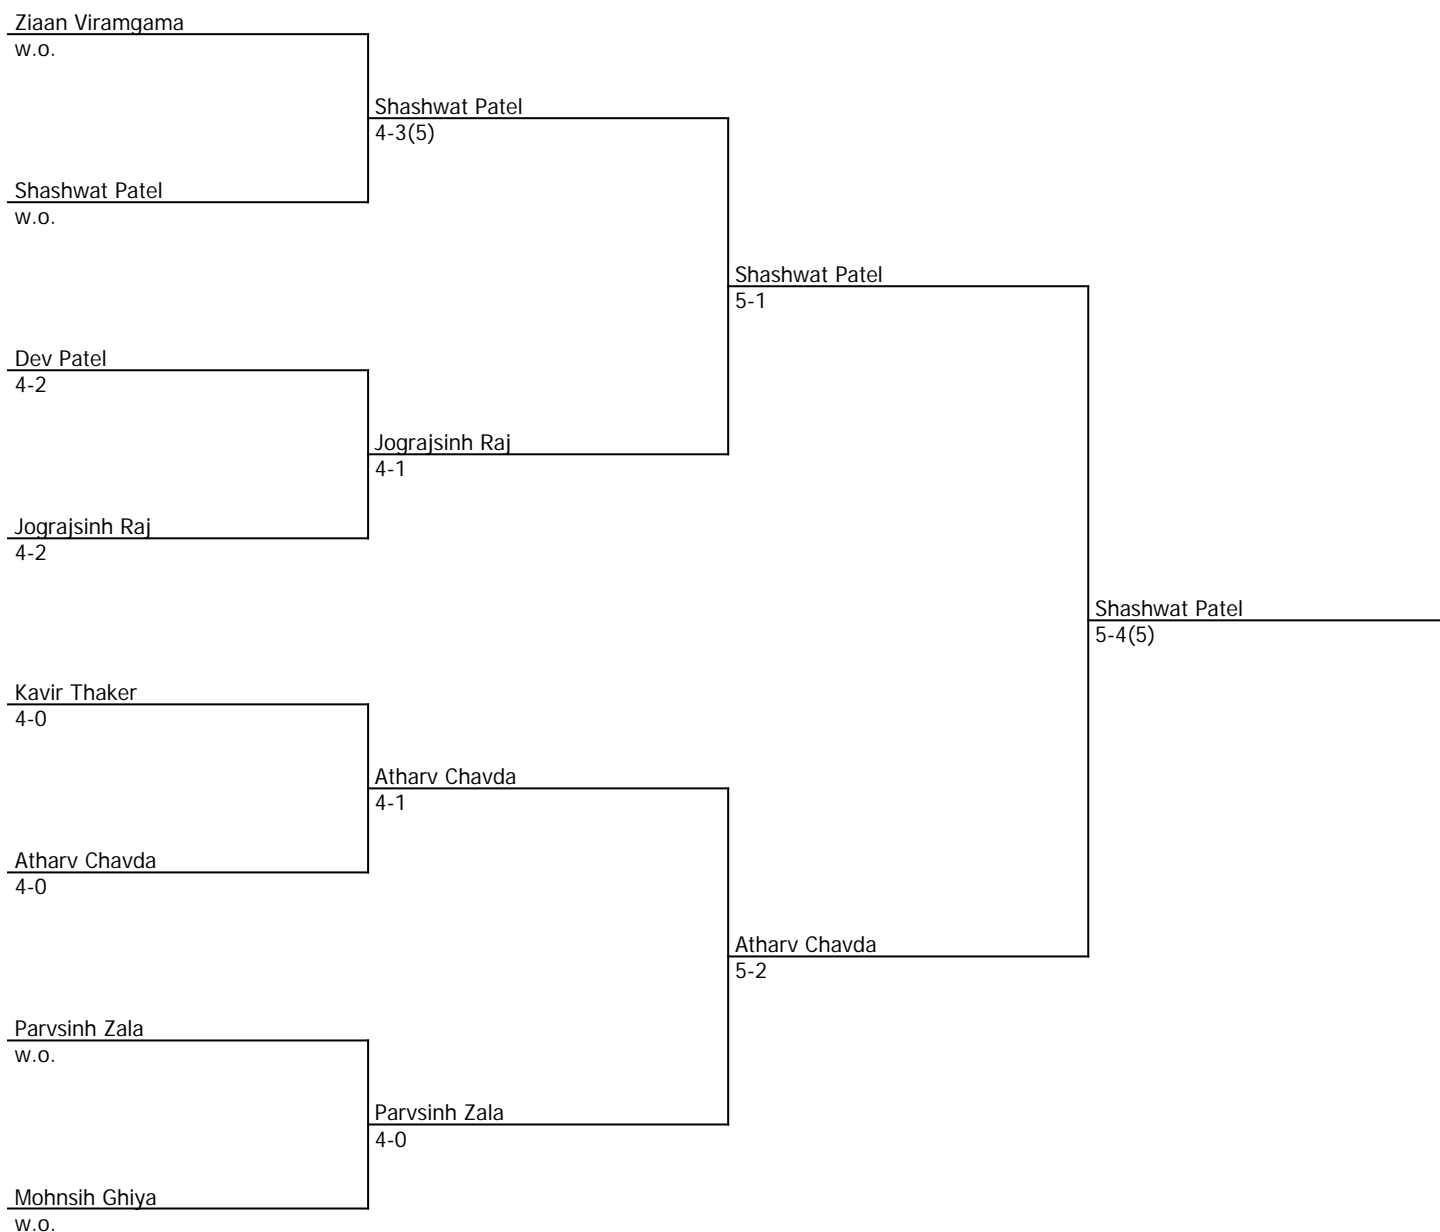 Ziaan Viramgama
w.o.
Shashwat Patel
4-3(5)
Shashwat Patel
w.o.
Shashwat Patel
5-1
Dev Patel
4-2
Jograjsinh Raj
4-1
Jograjsinh Raj
4-2
Shashwat Patel
5-4(5)
Kavir Thaker
4-0
Atharv Chavda
4-1
Atharv Chavda
4-0
Atharv Chavda
5-2
Parvsinh Zala
w.o.
Parvsinh Zala
4-0
Mohnsih Ghiya
w.o.